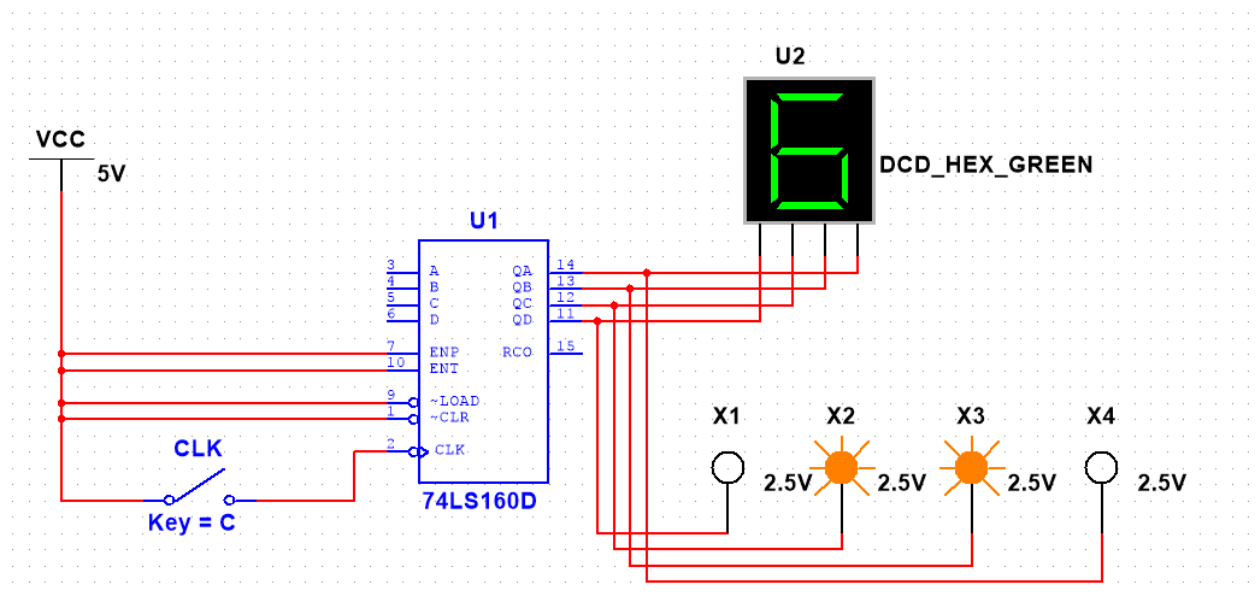 U2
VCC
5V
DCD_HEX_GREEN
6
U1
3 A QA 14
4 B QB 13
5 C QC 12
6 D QD 11
7 ENP RCO 15
10 ENT
9 ~LOAD
1 ~CLR
2 CLK
74LS160D
CLK
Key = C
X1 X2 X3 X4
2.5V 2.5V 2.5V 2.5V